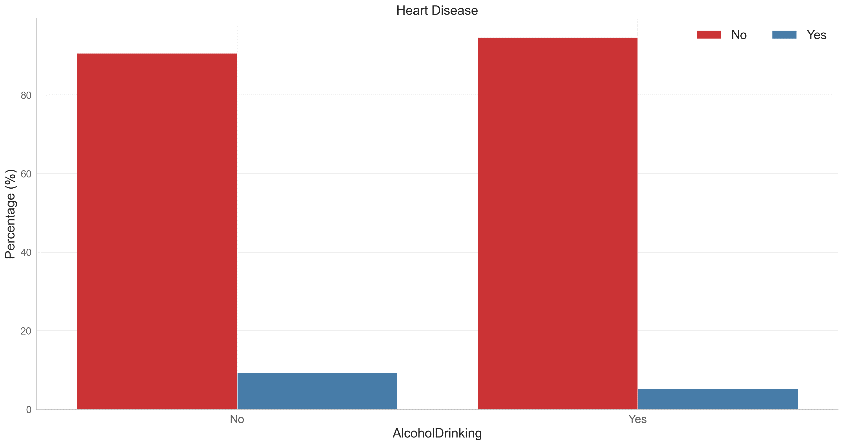 Heart Disease
No Yes
Percentage (%)
80
60
40
20
0
No Yes
AlcoholDrinking